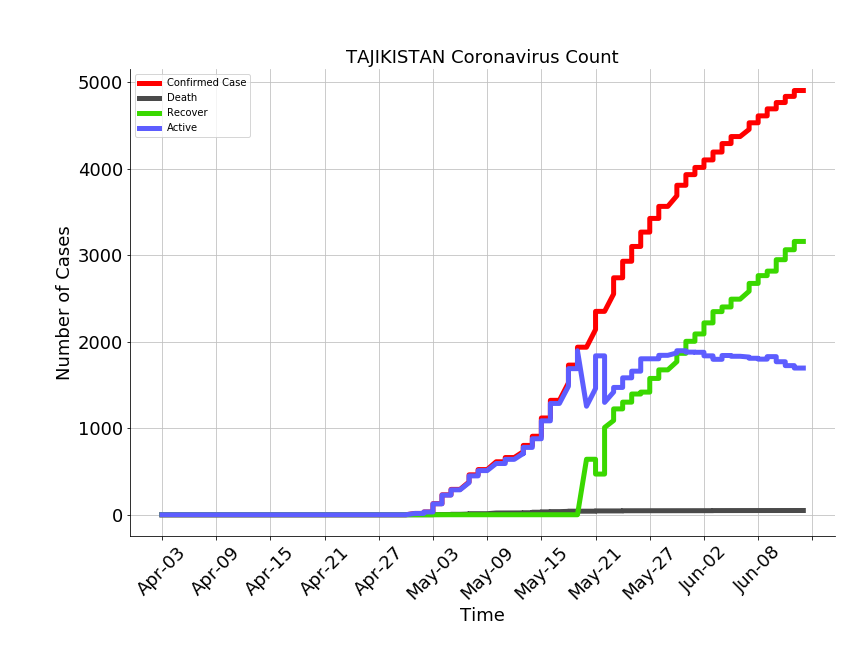 TAJIKISTAN Coronavirus Count
Confirmed Case
Death
Recover
Active
Number of Cases
5000
4000
3000
2000
1000
0
Apr-03
Apr-09
Apr-15
Apr-21
Apr-27
May-03
May-09
May-15
May-21
May-27
Jun-02
Jun-08
Time